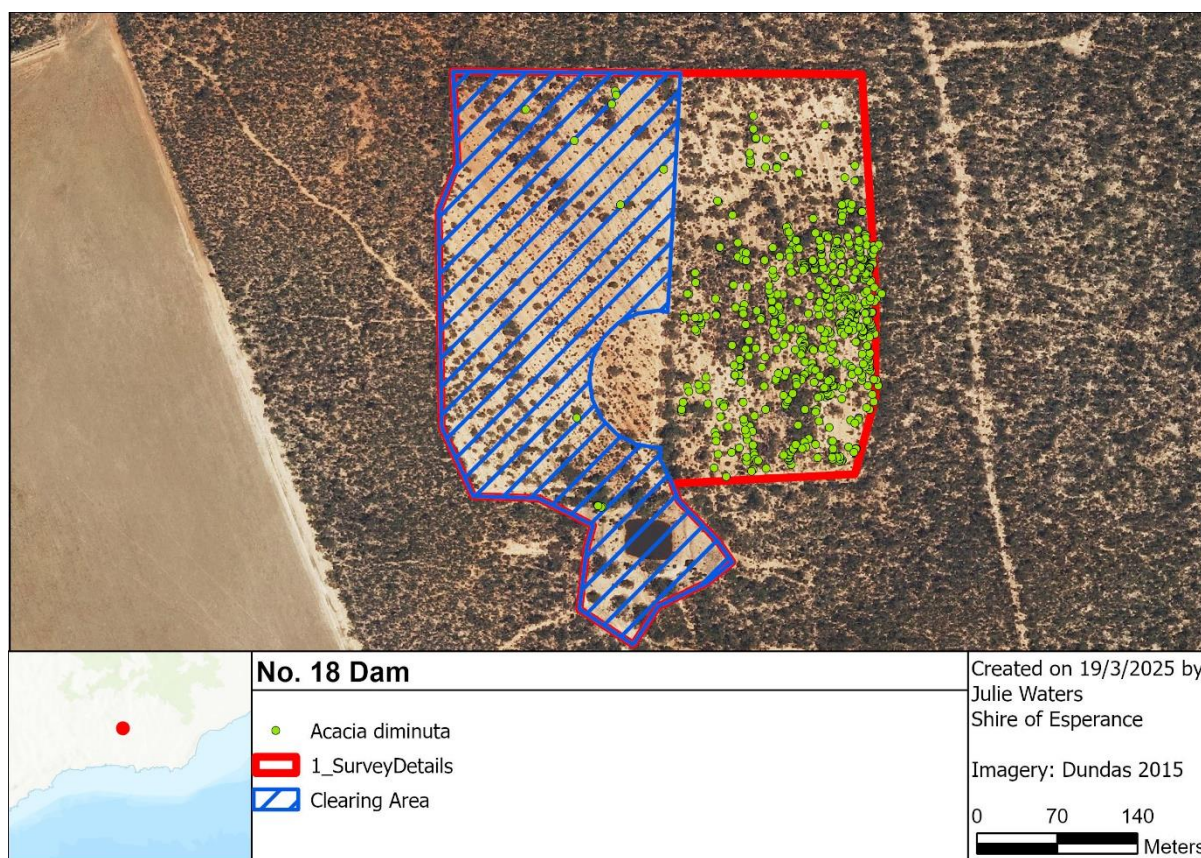 No. 18 Dam
Acacia diminuta
1_SurveyDetails
Clearing Area
Created on 19/3/2025 by
Julie Waters
Shire of Esperance
Imagery: Dundas 2015
0 70 140
Meters